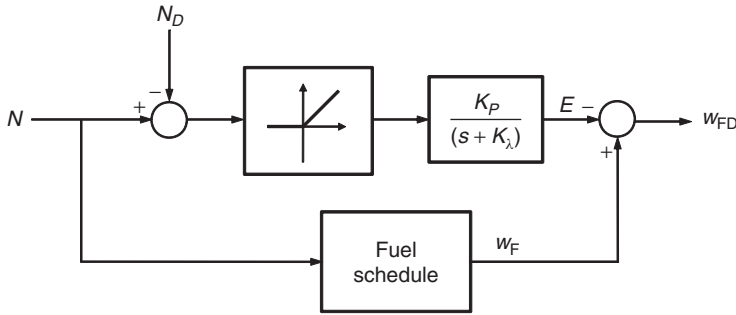 N_D
−
+
N
K_P
(s + K_λ)
E −
w_FD
+
Fuel
schedule
w_F